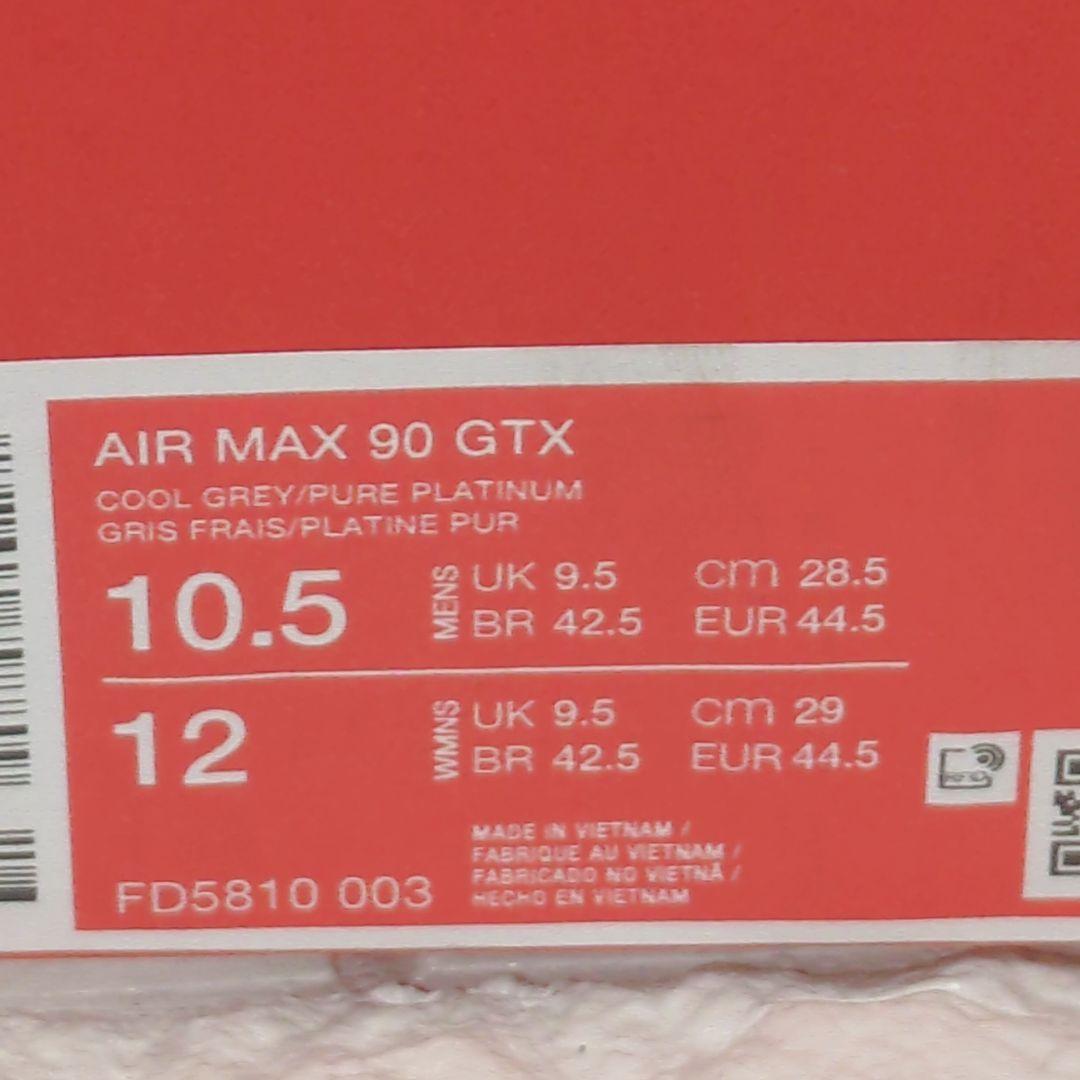 AIR MAX 90 GTX
COOL GREY/PURE PLATINUM
GRIS FRAIS/PLATINE PUR
10.5 MENS UK 9.5 cm 28.5
BR 42.5 EUR 44.5
12 WMNS UK 9.5 cm 29
BR 42.5 EUR 44.5
MADE IN VIETNAM /
FABRIQUE AU VIETNAM /
FABRICADO NO VIETNÃ /
HECHO EN VIETNAM
FD5810 003